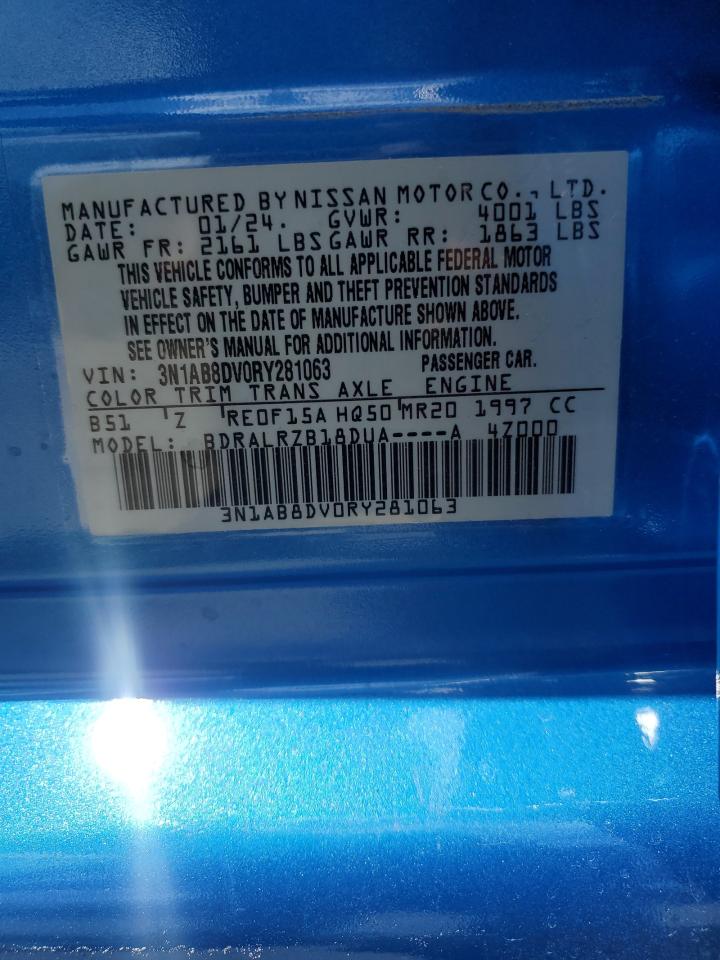 MANUFACTURED BY NISSAN MOTOR CO., LTD.
DATE: 01/24. GVWR: 4001 LBS
GAWR FR: 2161 LBS GAWR RR: 1863 LBS
THIS VEHICLE CONFORMS TO ALL APPLICABLE FEDERAL MOTOR
VEHICLE SAFETY, BUMPER AND THEFT PREVENTION STANDARDS
IN EFFECT ON THE DATE OF MANUFACTURE SHOWN ABOVE.
SEE OWNER'S MANUAL FOR ADDITIONAL INFORMATION.
VIN: 3N1AB8DV0RY281063 PASSENGER CAR.
COLOR TRIM TRANS AXLE ENGINE
B51 Z RE0F15A HQ50 MR20 1997 CC
MODEL: BDRALRZB18DUA----A 4Z000
3N1AB8DV0RY281063